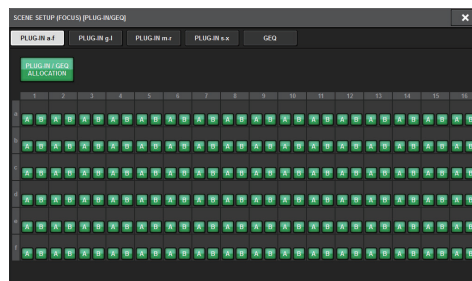 SCENE SETUP (FOCUS) [PLUG-IN/GEQ]
PLUG-IN a-f PLUG-IN g-l PLUG-IN m-r PLUG-IN s-x GEQ
PLUG-IN / GEQ
ALLOCATION
1 2 3 4 5 6 7 8 9 10 11 12 13 14 15 16
a A B A B A B A B A B A B A B A B A B A B A B A B A B A B A B A B
b A B A B A B A B A B A B A B A B A B A B A B A B A B A B A B A B
c A B A B A B A B A B A B A B A B A B A B A B A B A B A B A B A B
d A B A B A B A B A B A B A B A B A B A B A B A B A B A B A B A B
e A B A B A B A B A B A B A B A B A B A B A B A B A B A B A B A B
f A B A B A B A B A B A B A B A B A B A B A B A B A B A B A B A B